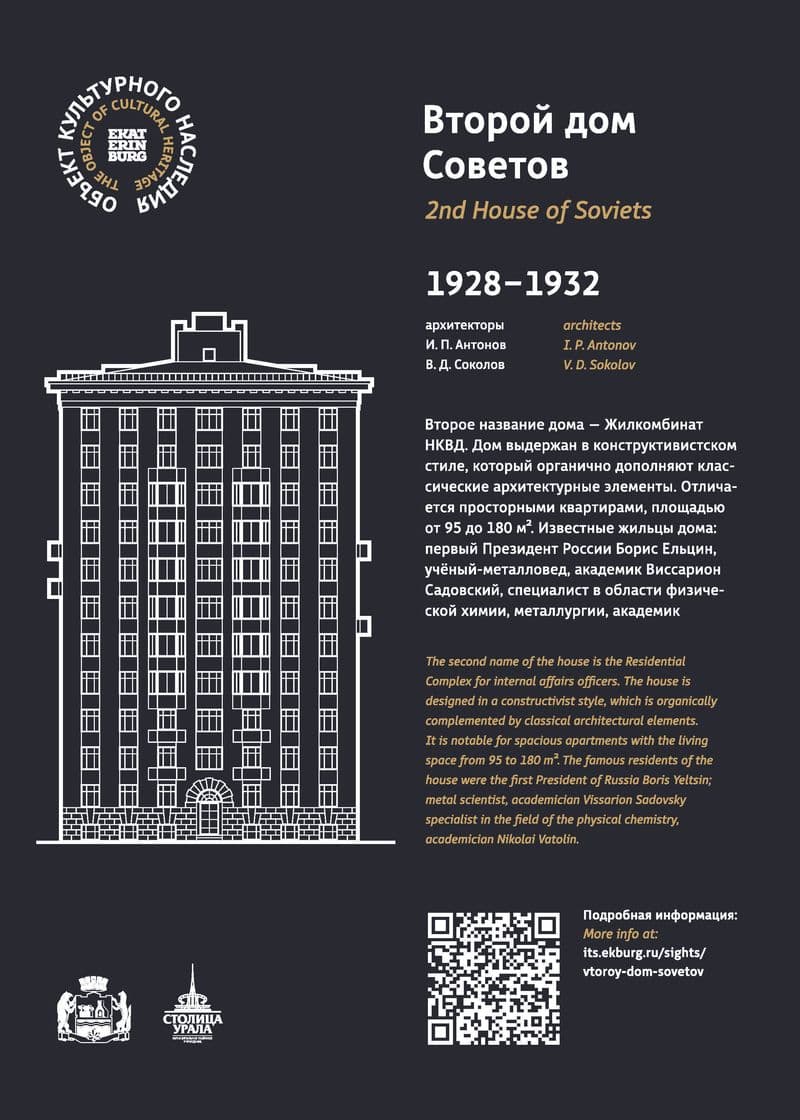 ОБЪЕКТ КУЛЬТУРНОГО НАСЛЕДИЯ
THE OBJECT OF CULTURAL HERITAGE
EKAT
ERIN
BURG
Второй дом
Советов
2nd House of Soviets
1928–1932
архитекторы
architects
И. П. Антонов
I. P. Antonov
В. Д. Соколов
V. D. Sokolov
Второе название дома — Жилкомбинат
НКВД. Дом выдержан в конструктивистском
стиле, который органично дополняют клас-
сические архитектурные элементы. Отлича-
ется просторными квартирами, площадью
от 95 до 180 м². Известные жильцы дома:
первый Президент России Борис Ельцин,
учёный-металловед, академик Виссарион
Садовский, специалист в области физиче-
ской химии, металлургии, академик
The second name of the house is the Residential
Complex for internal affairs officers. The house is
designed in a constructivist style, which is organically
complemented by classical architectural elements.
It is notable for spacious apartments with the living
space from 95 to 180 m². The famous residents of the
house were the first President of Russia Boris Yeltsin;
metal scientist, academician Vissarion Sadovsky
specialist in the field of the physical chemistry,
academician Nikolai Vatolin.
Подробная информация:
More info at:
its.ekburg.ru/sights/
vtoroy-dom-sovetov
СТОЛИЦА
УРАЛА